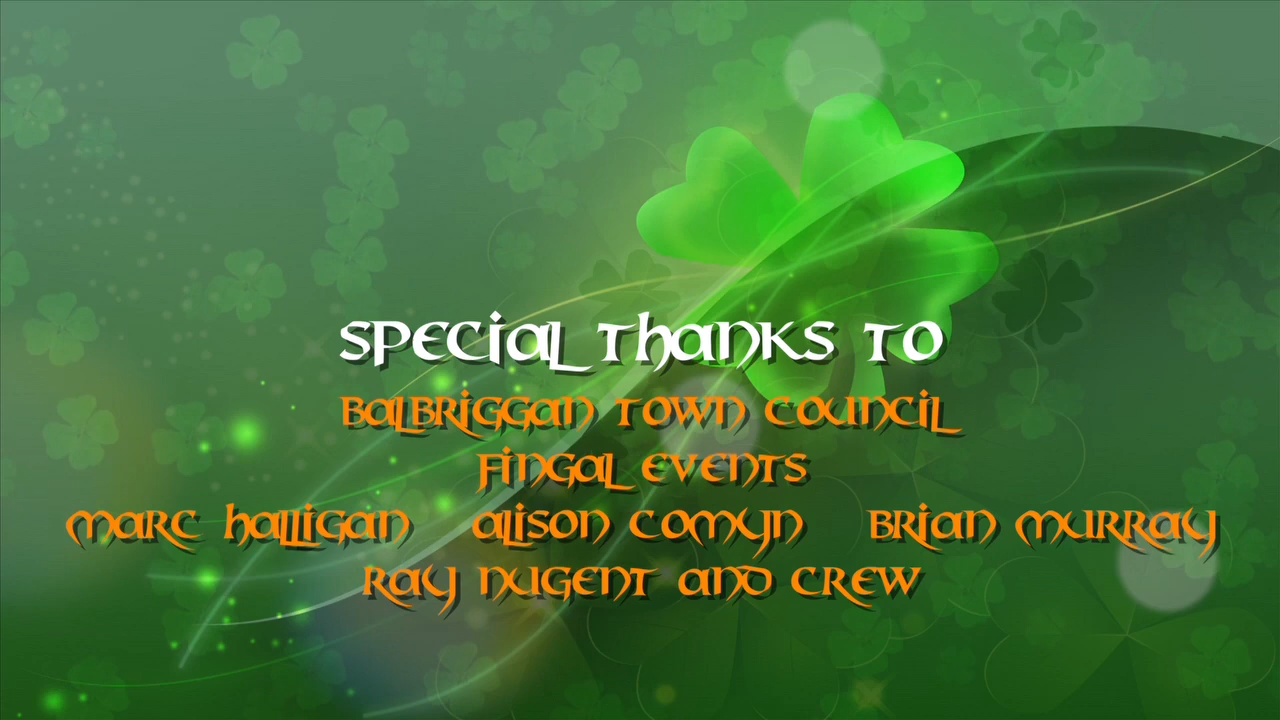 Special Thanks To
Balbriggan Town Council
Fingal Events
Marc Halligan Alison Comyn Brian Murray
Ray Nugent and Crew